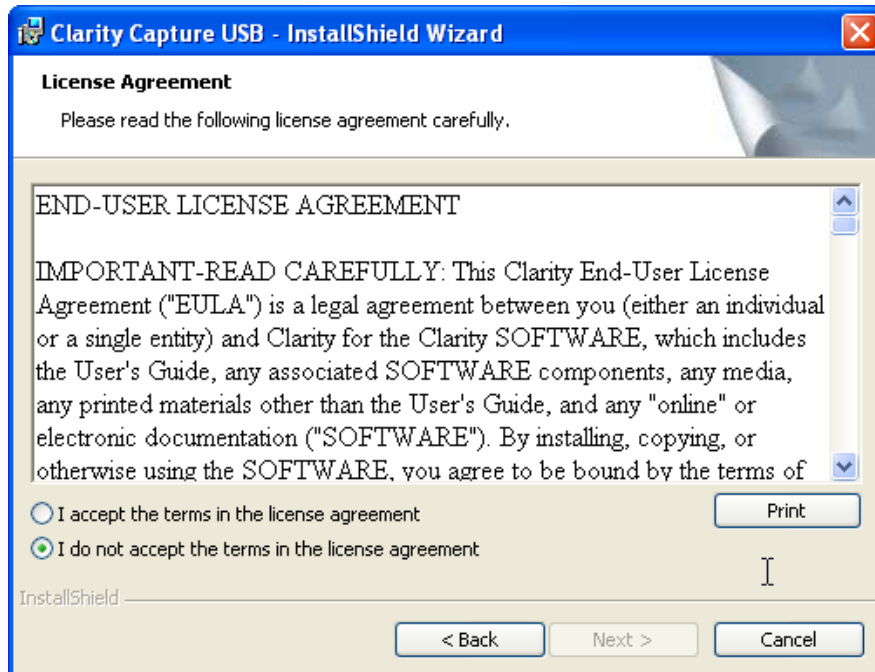 Clarity Capture USB - InstallShield Wizard
License Agreement
Please read the following license agreement carefully.
END-USER LICENSE AGREEMENT
IMPORTANT-READ CAREFULLY: This Clarity End-User License
Agreement ("EULA") is a legal agreement between you (either an individual
or a single entity) and Clarity for the Clarity SOFTWARE, which includes
the User's Guide, any associated SOFTWARE components, any media,
any printed materials other than the User's Guide, and any "online" or
electronic documentation ("SOFTWARE"). By installing, copying, or
otherwise using the SOFTWARE, you agree to be bound by the terms of
I accept the terms in the license agreement
Print
I do not accept the terms in the license agreement
InstallShield
< Back
Next >
Cancel